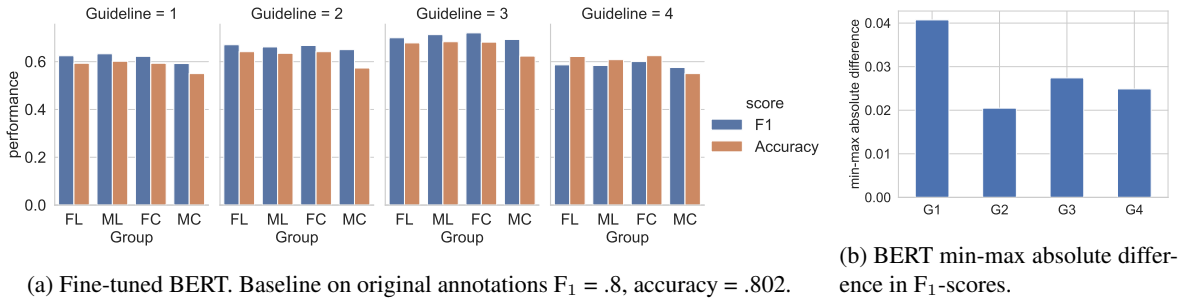 Guideline = 1
Guideline = 2
Guideline = 3
Guideline = 4
performance
0.6
0.4
0.2
0.0
FL ML FC MC
Group
FL ML FC MC
Group
FL ML FC MC
Group
FL ML FC MC
Group
score
F1
Accuracy
(a) Fine-tuned BERT. Baseline on original annotations F₁ = .8, accuracy = .802.
min-max absolute difference
0.04
0.03
0.02
0.01
0.00
G1 G2 G3 G4
(b) BERT min-max absolute differ-
ence in F₁-scores.